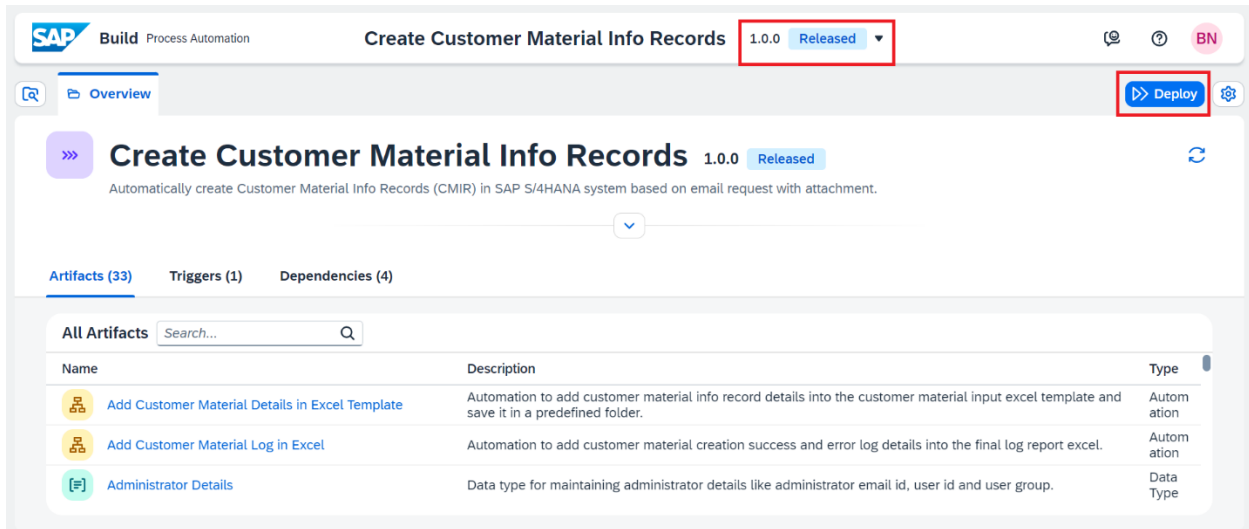 SAP Build Process Automation Create Customer Material Info Records 1.0.0 Released BN
Overview Deploy
Create Customer Material Info Records 1.0.0 Released
Automatically create Customer Material Info Records (CMIR) in SAP S/4HANA system based on email request with attachment.
Artifacts (33) Triggers (1) Dependencies (4)
All Artifacts Search...
Name Description Type
Add Customer Material Details in Excel Template
Automation to add customer material info record details into the customer material input excel template and
save it in a predefined folder.
Autom
ation
Add Customer Material Log in Excel
Automation to add customer material creation success and error log details into the final log report excel.
Autom
ation
Administrator Details
Data type for maintaining administrator details like administrator email id, user id and user group.
Data
Type